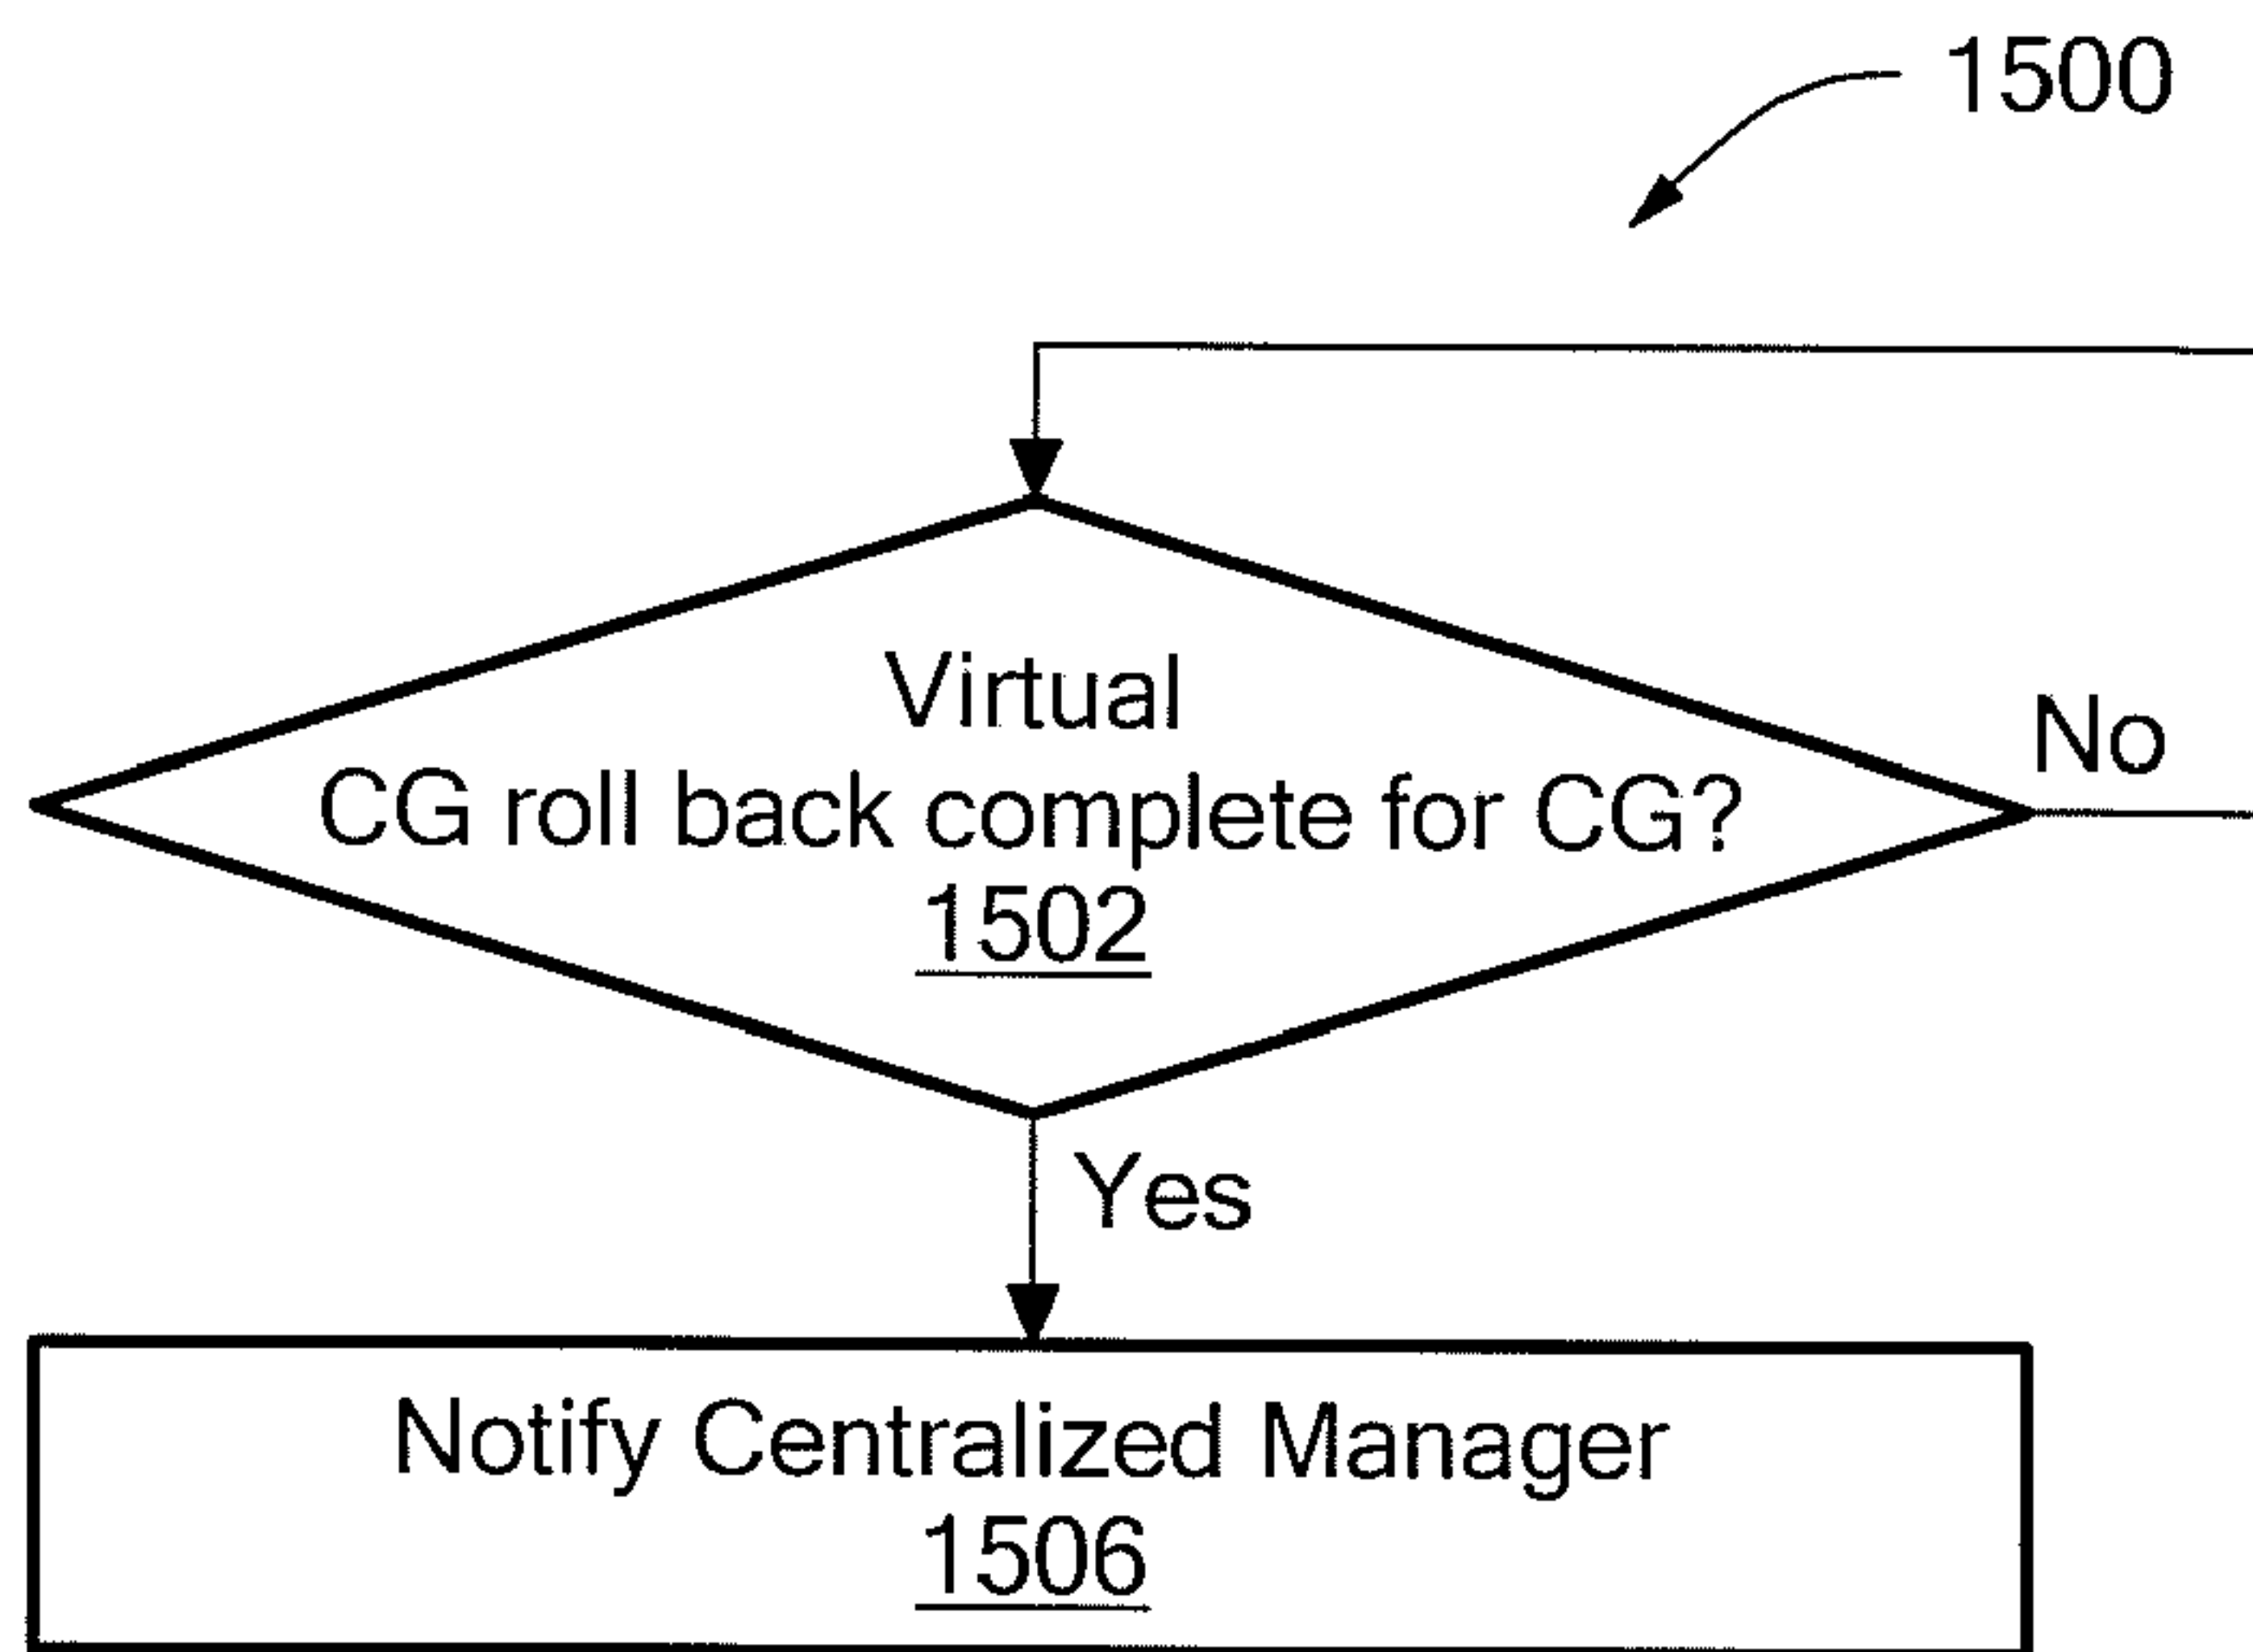 1500
Virtual
CG roll back complete for CG?
1502
No
Yes
Notify Centralized Manager
1506